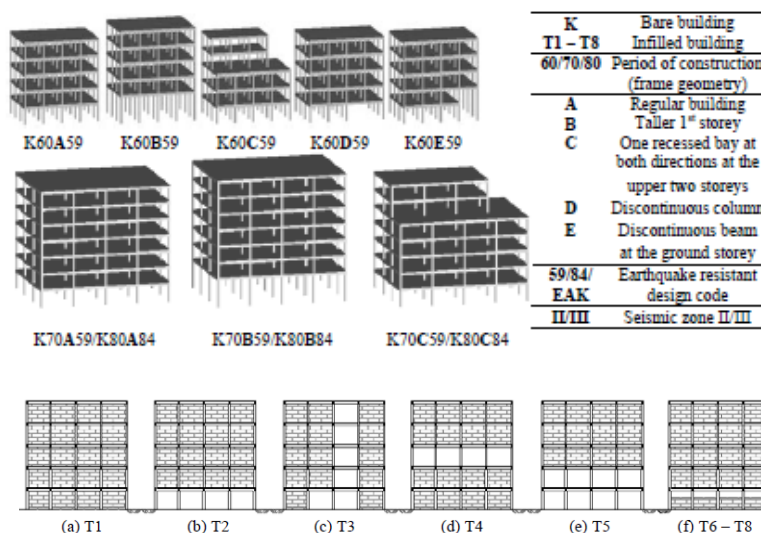 K60A59 K60B59 K60C59 K60D59 K60E59
K70A59/K80A84 K70B59/K80B84 K70C59/K80C84
K Bare building
T1 – T8 Infilled building
60/70/80 Period of construction
(frame geometry)
A Regular building
B Taller 1st storey
C One recessed bay at
both directions at the
upper two storeys
D Discontinuous column
E Discontinuous beam
at the ground storey
59/84/ Earthquake resistant
EAK design code
II/III Seismic zone II/III
(a) T1 (b) T2 (c) T3 (d) T4 (e) T5 (f) T6 – T8